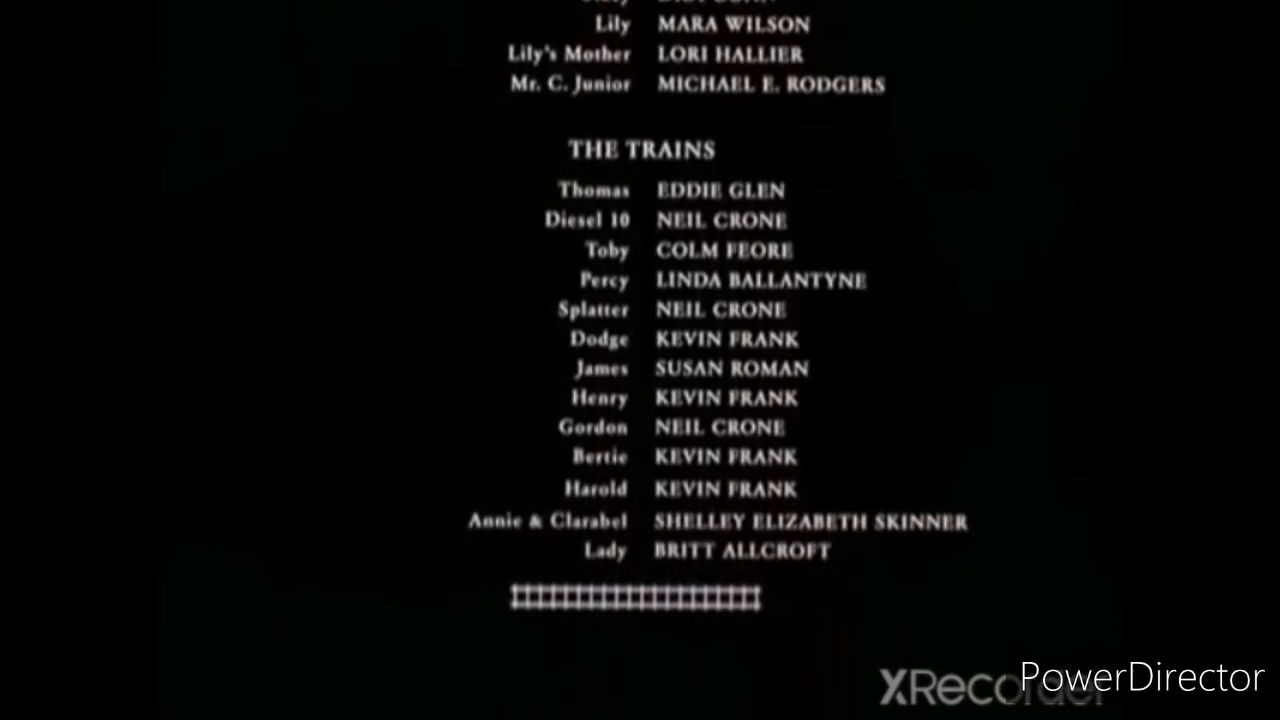 Lily MARA WILSON
Lily's Mother LORI HALLIER
Mr. C. Junior MICHAEL E. RODGERS
THE TRAINS
Thomas EDDIE GLEN
Diesel 10 NEIL CRONE
Toby COLM FEORE
Percy LINDA BALLANTYNE
Splatter NEIL CRONE
Dodge KEVIN FRANK
James SUSAN ROMAN
Henry KEVIN FRANK
Gordon NEIL CRONE
Bertie KEVIN FRANK
Harold KEVIN FRANK
Annie & Clarabel SHELLEY ELIZABETH SKINNER
Lady BRITT ALLCROFT
XRecorder
PowerDirector